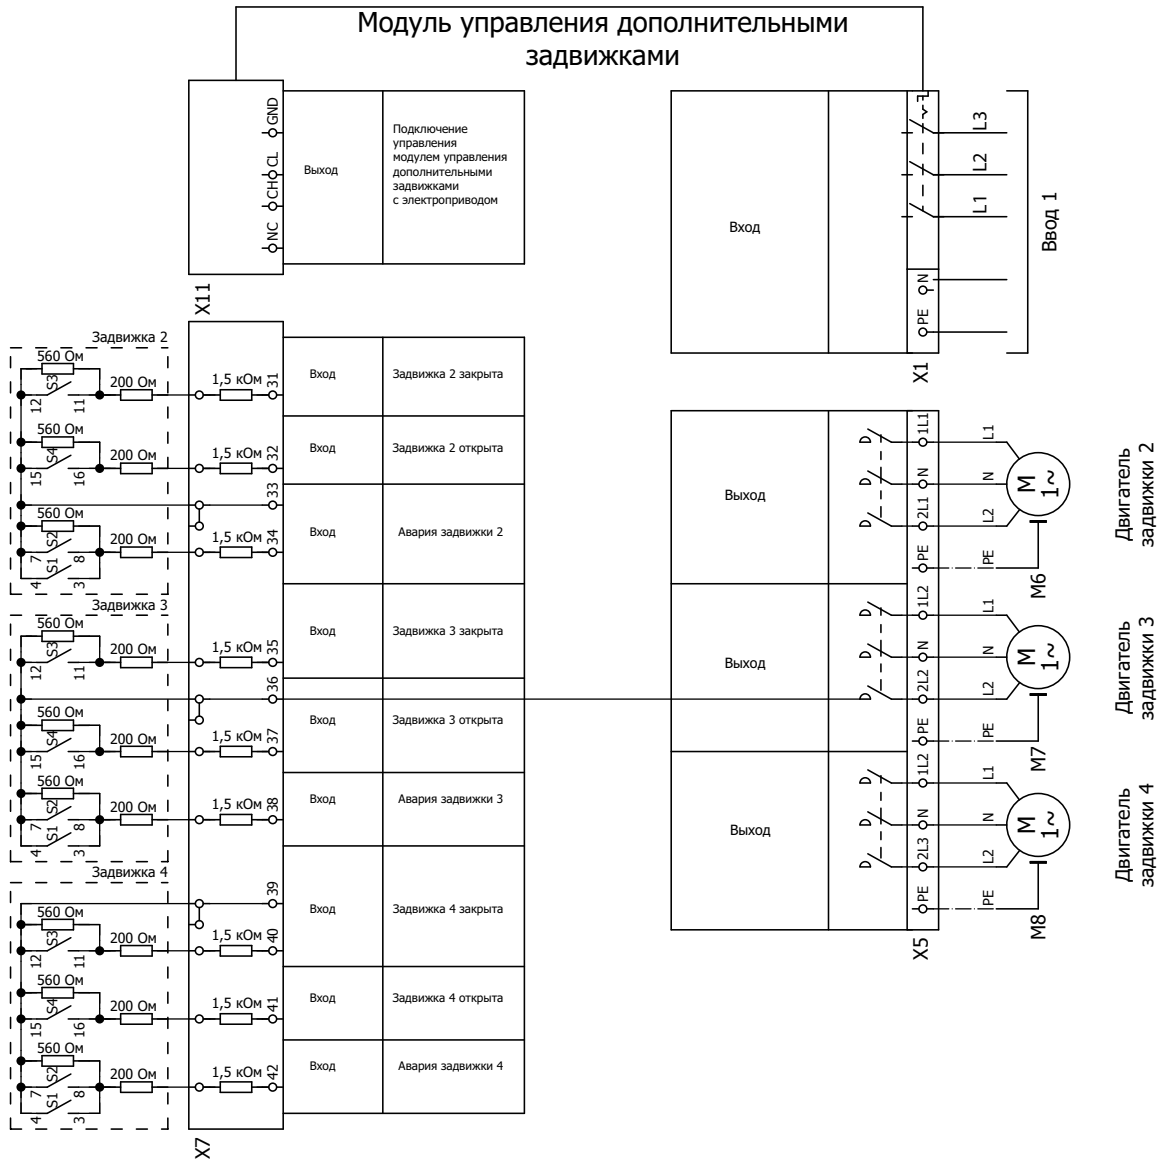 Модуль управления дополнительными
задвижками
GND
CL
CH
NC
X11
Выход
Подключение
управления
модулем управления
дополнительными
задвижками
с электроприводом
Вход
L3
L2
L1
N
PE
X1
Ввод 1
Задвижка 2
560 Ом
S3
12
11
200 Ом
1,5 кОм
31
Вход
Задвижка 2 закрыта
560 Ом
S4
15
16
200 Ом
1,5 кОм
32
Вход
Задвижка 2 открыта
33
560 Ом
S2
7
8
S1
4
3
200 Ом
1,5 кОм
34
Вход
Авария задвижки 2
Задвижка 3
560 Ом
S3
12
11
200 Ом
1,5 кОм
35
Вход
Задвижка 3 закрыта
36
560 Ом
S4
15
16
200 Ом
1,5 кОм
37
Вход
Задвижка 3 открыта
560 Ом
S2
7
8
S1
4
3
200 Ом
1,5 кОм
38
Вход
Авария задвижки 3
Задвижка 4
39
560 Ом
S3
12
11
200 Ом
1,5 кОм
40
Вход
Задвижка 4 закрыта
560 Ом
S4
15
16
200 Ом
1,5 кОм
41
Вход
Задвижка 4 открыта
560 Ом
S2
7
8
S1
4
3
200 Ом
1,5 кОм
42
Вход
Авария задвижки 4
X7
Выход
1L1
N
2L1
PE
L1
N
L2
PE
M
1~
M6
Двигатель
задвижки 2
Выход
1L2
N
2L2
PE
L1
N
L2
PE
M
1~
M7
Двигатель
задвижки 3
Выход
1L2
N
2L3
PE
L1
N
L2
PE
M
1~
M8
Двигатель
задвижки 4
X5